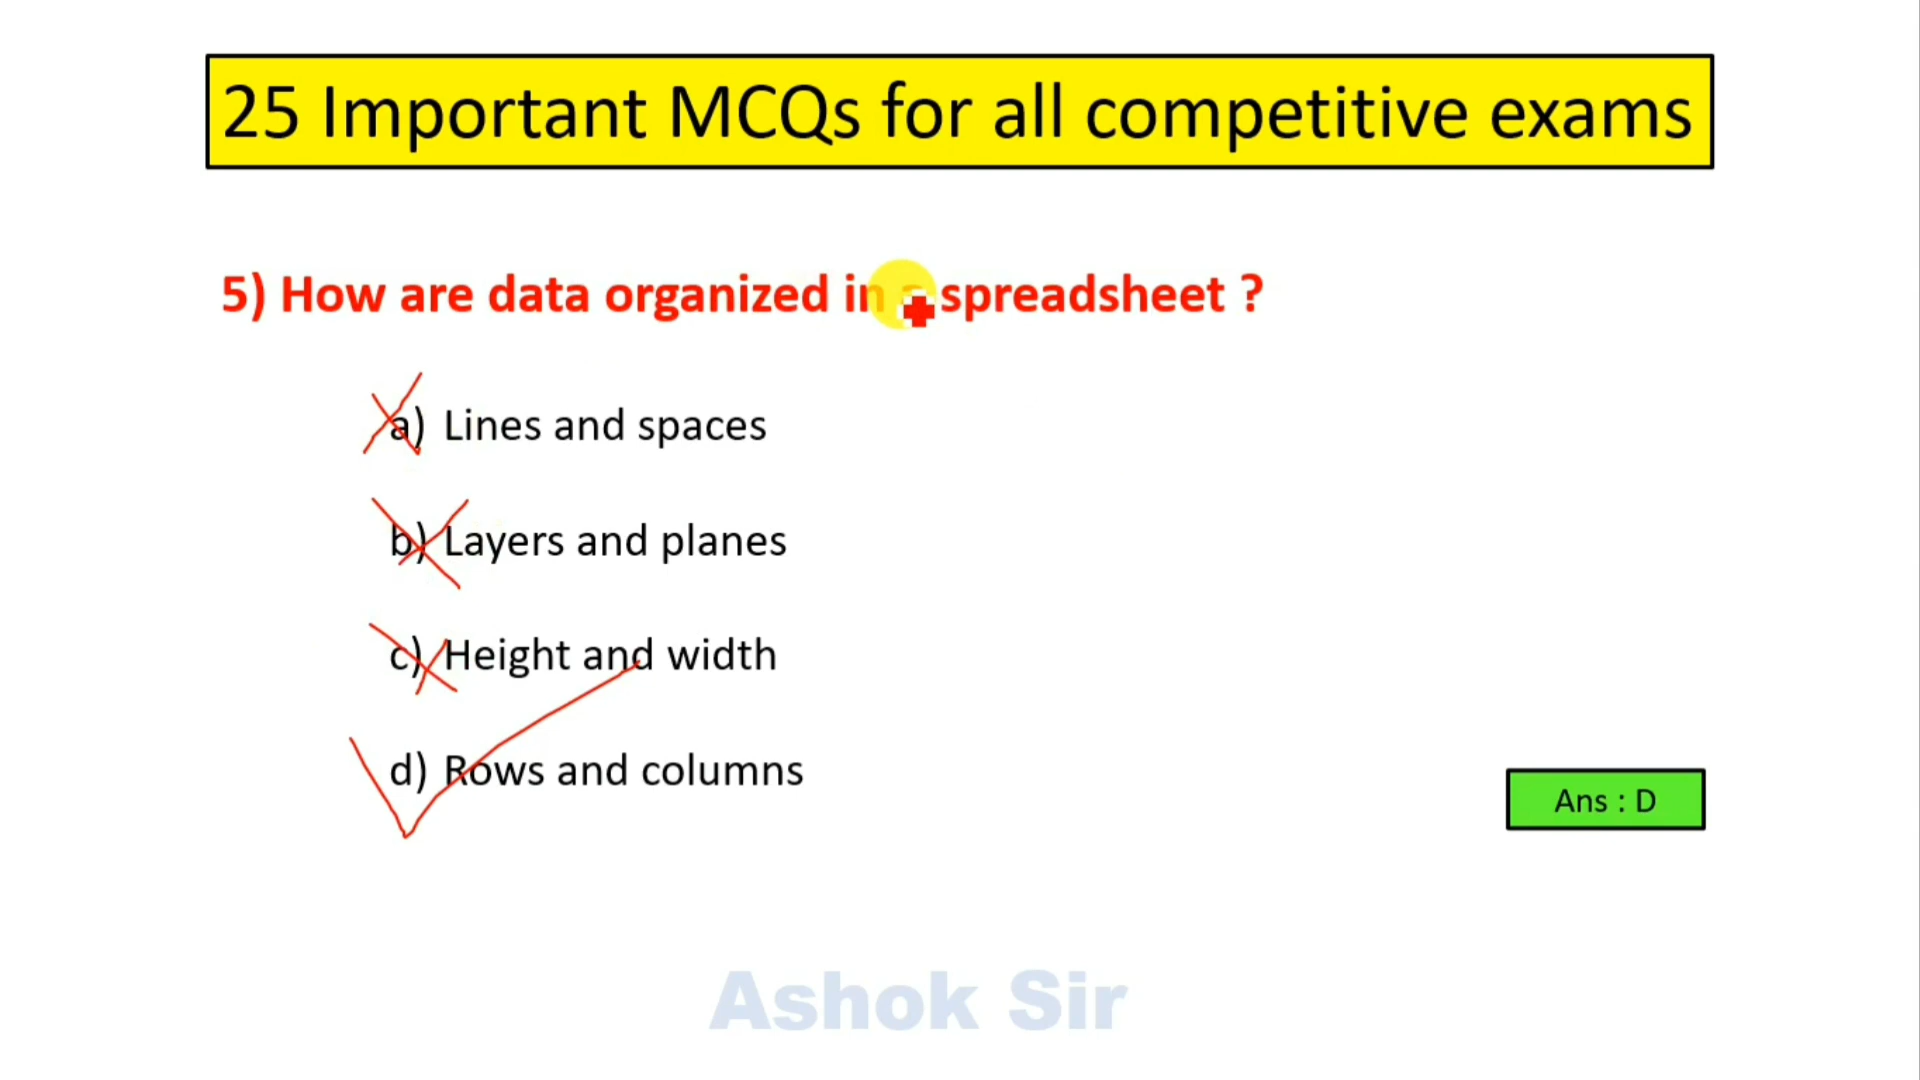 25 Important MCQs for all competitive exams
5) How are data organized in spreadsheet ?
a) Lines and spaces
b) Layers and planes
c) Height and width
d) Rows and columns
Ans : D
Ashok Sir